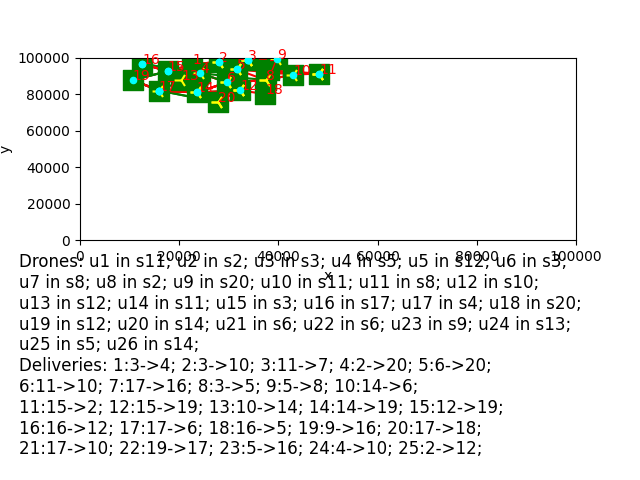 16 1 2 3 9
11
18
100000
80000
60000
40000
20000
0
y
0 20000 40000 60000 80000 100000
x
Drones: u1 in s11; u2 in s2; u3 in s3; u4 in s5; u5 in s12; u6 in s3;
u7 in s8; u8 in s2; u9 in s20; u10 in s11; u11 in s8; u12 in s10;
u13 in s12; u14 in s11; u15 in s3; u16 in s17; u17 in s4; u18 in s20;
u19 in s12; u20 in s14; u21 in s6; u22 in s6; u23 in s9; u24 in s13;
u25 in s5; u26 in s14;
Deliveries: 1:3->4; 2:3->10; 3:11->7; 4:2->20; 5:6->20;
6:11->10; 7:17->16; 8:3->5; 9:5->8; 10:14->6;
11:15->2; 12:15->19; 13:10->14; 14:14->19; 15:12->19;
16:16->12; 17:17->6; 18:16->5; 19:9->16; 20:17->18;
21:17->10; 22:19->17; 23:5->16; 24:4->10; 25:2->12;